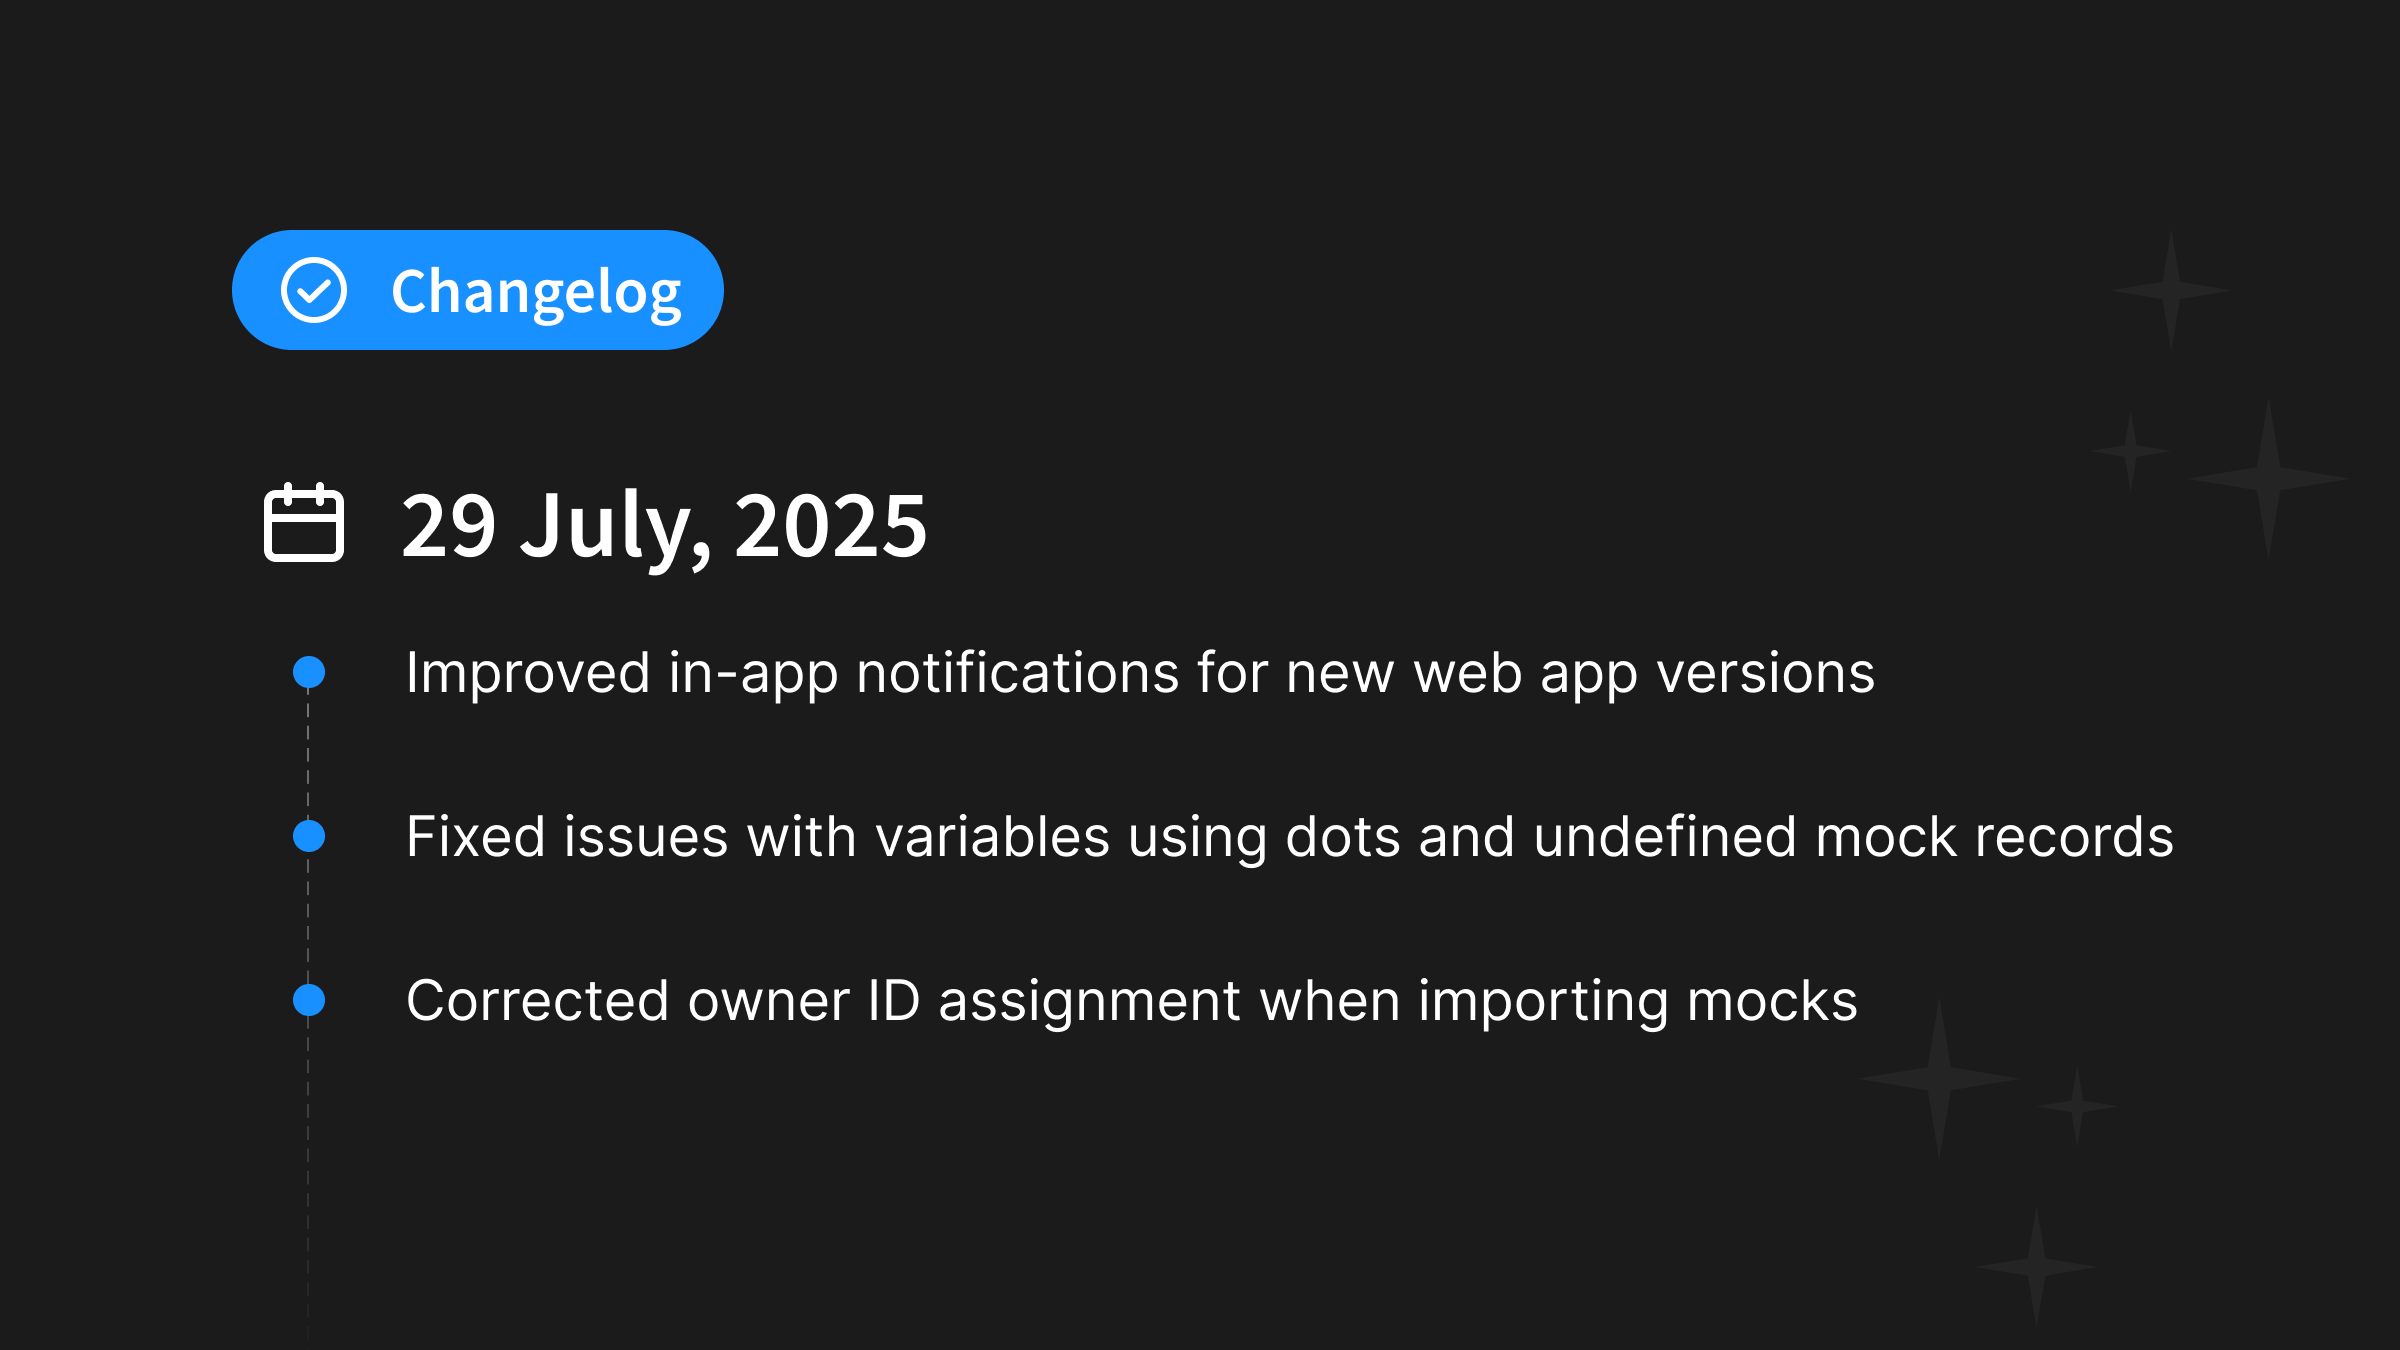 Changelog
29 July, 2025
Improved in-app notifications for new web app versions
Fixed issues with variables using dots and undefined mock records
Corrected owner ID assignment when importing mocks